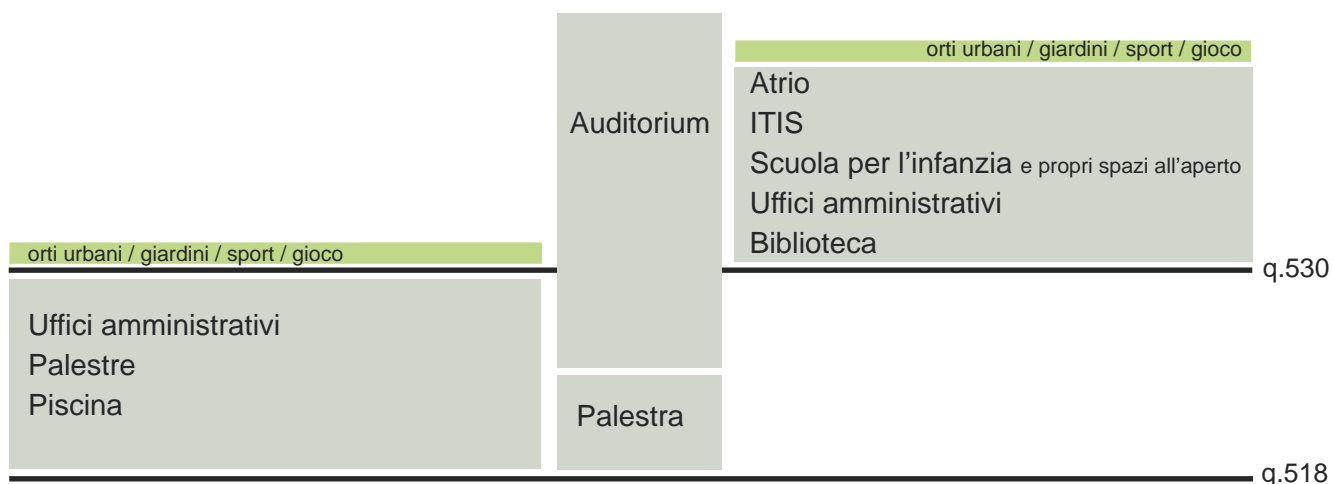 orti urbani / giardini / sport / gioco
Atrio
ITIS
Scuola per l'infanzia e propri spazi all'aperto
Uffici amministrativi
Biblioteca
Auditorium
orti urbani / giardini / sport / gioco
q.530
Uffici amministrativi
Palestre
Piscina
Palestra
q.518